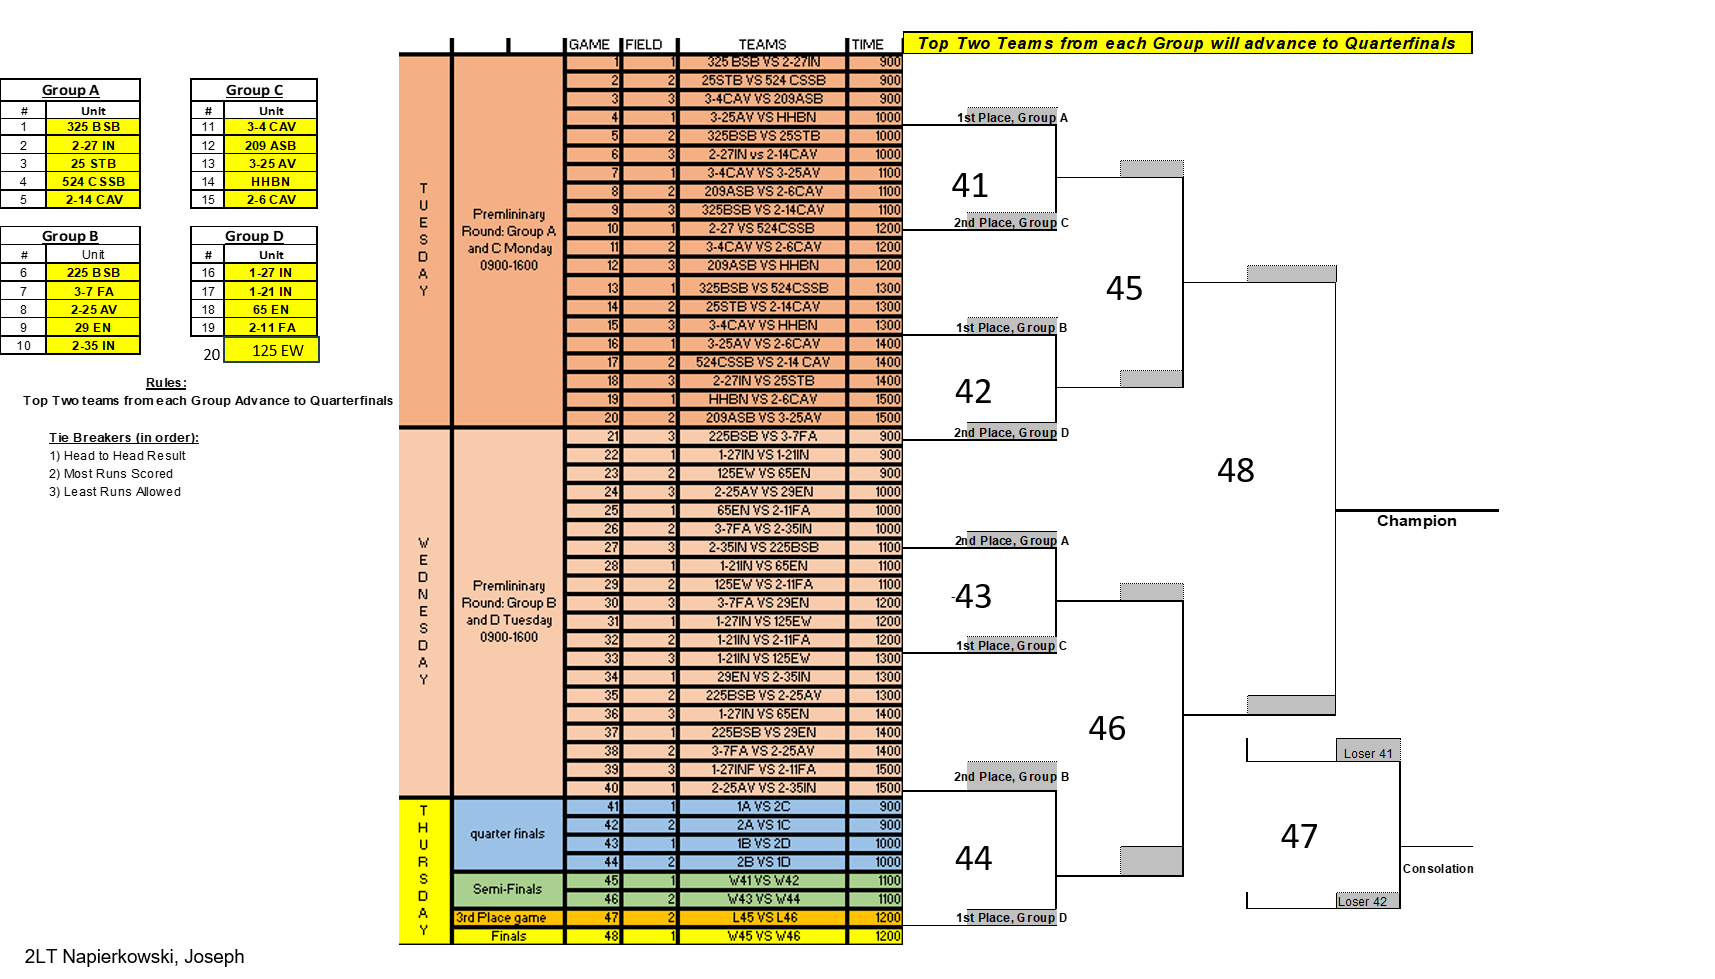 GAME FIELD TEAMS TIME
Top Two Teams from each Group will advance to Quarterfinals
Group A
# Unit
1 325 BSB
2 2-27 IN
3 25 STB
4 524 CSSB
5 2-14 CAV
Group C
# Unit
11 3-4 CAV
12 209 ASB
13 3-25 AV
14 HHBN
15 2-6 CAV
Group B
# Unit
6 225 BSB
7 3-7 FA
8 2-25 AV
9 29 EN
10 2-35 IN
Group D
# Unit
16 1-27 IN
17 1-21 IN
18 65 EN
19 2-11 FA
20 125 EW
Rules:
Top Two teams from each Group Advance to Quarterfinals
Tie Breakers (in order):
1) Head to Head Result
2) Most Runs Scored
3) Least Runs Allowed
TUESDAY
Premlininary
Round: Group A
and C Monday
0900-1600
1 1 325 BSB VS 2-27IN 900
2 2 25STB VS 524 CSSB 900
3 3 3-4CAV VS 209ASB 900
4 1 3-25AV VS HHBN 1000
5 2 325BSB VS 25STB 1000
6 3 2-27IN vs 2-14CAV 1000
7 1 3-4CAV VS 3-25AV 1100
8 2 209ASB VS 2-6CAV 1100
9 3 325BSB VS 2-14CAV 1100
10 1 2-27 VS 524CSSB 1200
11 2 3-4CAV VS 2-6CAV 1200
12 3 209ASB VS HHBN 1200
13 1 325BSB VS 524CSSB 1300
14 2 25STB VS 2-14CAV 1300
15 3 3-4CAV VS HHBN 1300
16 1 3-25AV VS 2-6CAV 1400
17 2 524CSSB VS 2-14 CAV 1400
18 3 2-27IN VS 25STB 1400
19 1 HHBN VS 2-6CAV 1500
20 2 209ASB VS 3-25AV 1500
WEDNESDAY
Premlininary
Round: Group B
and D Tuesday
0900-1600
21 3 225BSB VS 3-7FA 900
22 1 1-27IN VS 1-21IN 900
23 2 125EW VS 65EN 900
24 3 2-25AV VS 29EN 1000
25 1 65EN VS 2-11FA 1000
26 2 3-7FA VS 2-35IN 1000
27 3 2-35IN VS 225BSB 1100
28 1 1-21IN VS 65EN 1100
29 2 125EW VS 2-11FA 1100
30 3 3-7FA VS 29EN 1200
31 1 1-27IN VS 125EW 1200
32 2 1-21IN VS 2-11FA 1200
33 3 1-21IN VS 125EW 1300
34 1 29EN VS 2-35IN 1300
35 2 225BSB VS 2-25AV 1300
36 3 1-27IN VS 65EN 1400
37 1 225BSB VS 29EN 1400
38 2 3-7FA VS 2-25AV 1400
39 3 1-27INF VS 2-11FA 1500
40 1 2-25AV VS 2-35IN 1500
THURSDAY
quarter finals
41 1 1A VS 2C 900
42 2 2A VS 1C 900
43 1 1B VS 2D 1000
44 2 2B VS 1D 1000
Semi-Finals
45 1 W41 VS W42 1100
46 2 W43 VS W44 1100
3rd Place game
47 2 L45 VS L46 1200
Finals
48 1 W45 VS W46 1200
1st Place, Group A
41
2nd Place, Group C
45
1st Place, Group B
42
2nd Place, Group D
48
Champion
2nd Place, Group A
-43
1st Place, Group C
46
2nd Place, Group B
44
1st Place, Group D
Loser 41
47
Consolation
Loser 42
2LT Napierkowski, Joseph